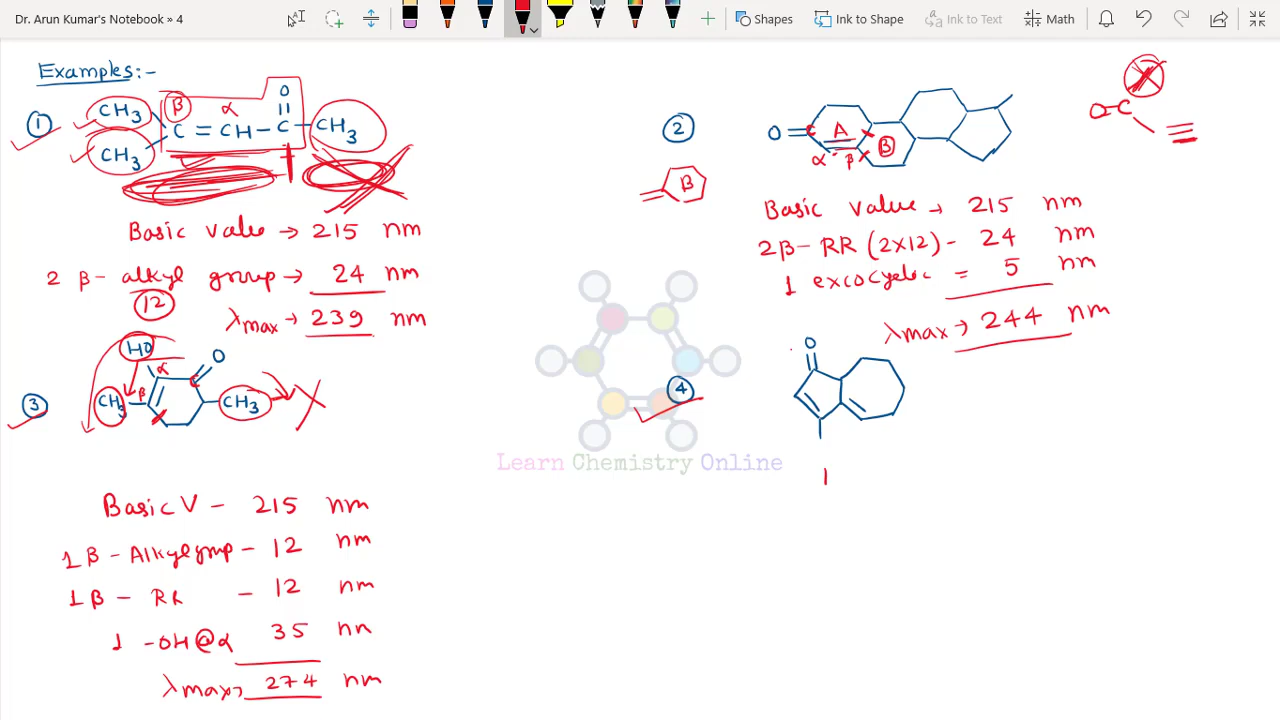 Dr. Arun Kumar's Notebook » 4
Shapes
Ink to Shape
Ink to Text
Math
Examples:-
①
CH3
CH3
β
α
O
C = CH - C - CH3
Basic value → 215 nm
2 β - alkyl group → 24 nm
12
λmax → 239 nm
②
O
A
B
α
β
B
O=C
Basic value → 215 nm
2β - RR (2x12) - 24 nm
1 exocycloc = 5 nm
λmax → 244 nm
③
HO
α
O
CH3
β
CH3
Basic V - 215 nm
1 β - Alkylgroup - 12 nm
1 β - RR - 12 nm
1 -OH@α 35 nm
λmax → 274 nm
④
O
Learn Chemistry Online